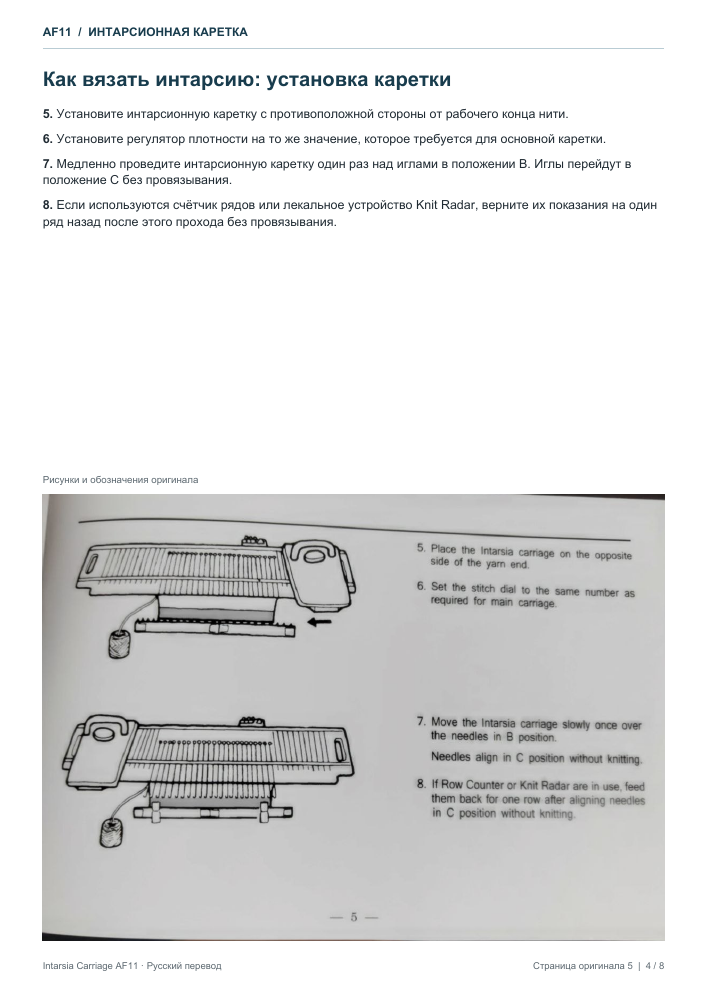 AF11 / ИНТАРСИОННАЯ КАРЕТКА
Как вязать интарсию: установка каретки
5. Установите интарсионную каретку с противоположной стороны от рабочего конца нити.
6. Установите регулятор плотности на то же значение, которое требуется для основной каретки.
7. Медленно проведите интарсионную каретку один раз над иглами в положении B. Иглы перейдут в
положение C без провязывания.
8. Если используются счётчик рядов или лекальное устройство Knit Radar, верните их показания на один
ряд назад после этого прохода без провязывания.
Рисунки и обозначения оригинала
5. Place the Intarsia carriage on the opposite
side of the yarn end.
6. Set the stitch dial to the same number as
required for main carriage.
7. Move the Intarsia carriage slowly once over
the needles in B position.
Needles align in C position without knitting.
8. If Row Counter or Knit Radar are in use, feed
them back for one row after aligning needles
in C position without knitting.
— 5 —
Intarsia Carriage AF11 · Русский перевод
Страница оригинала 5 | 4 / 8